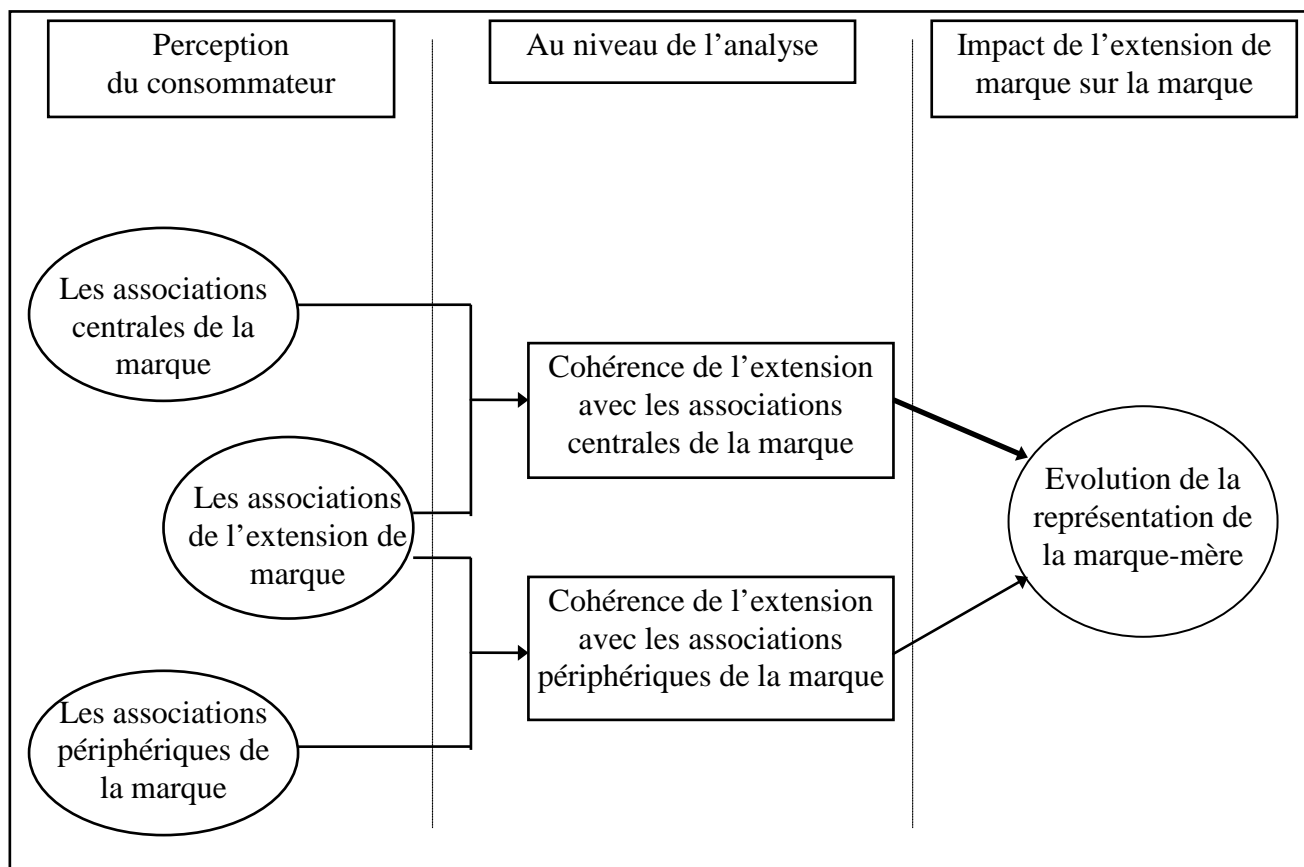 Perception
du consommateur
Au niveau de l’analyse
Impact de l’extension de
marque sur la marque
Les associations
centrales de la
marque
Les associations
de l’extension de
marque
Les associations
périphériques de
la marque
Cohérence de l’extension
avec les associations
centrales de la marque
Cohérence de l’extension
avec les associations
périphériques de la marque
Evolution de la
représentation de
la marque-mère